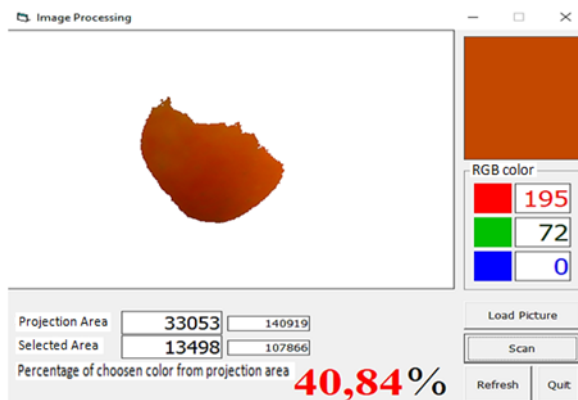 Image Processing
RGB color
195
72
0
Projection Area 33053 140919
Selected Area 13498 107866
Percentage of choosen color from projection area 40,84%
Load Picture
Scan
Refresh Quit